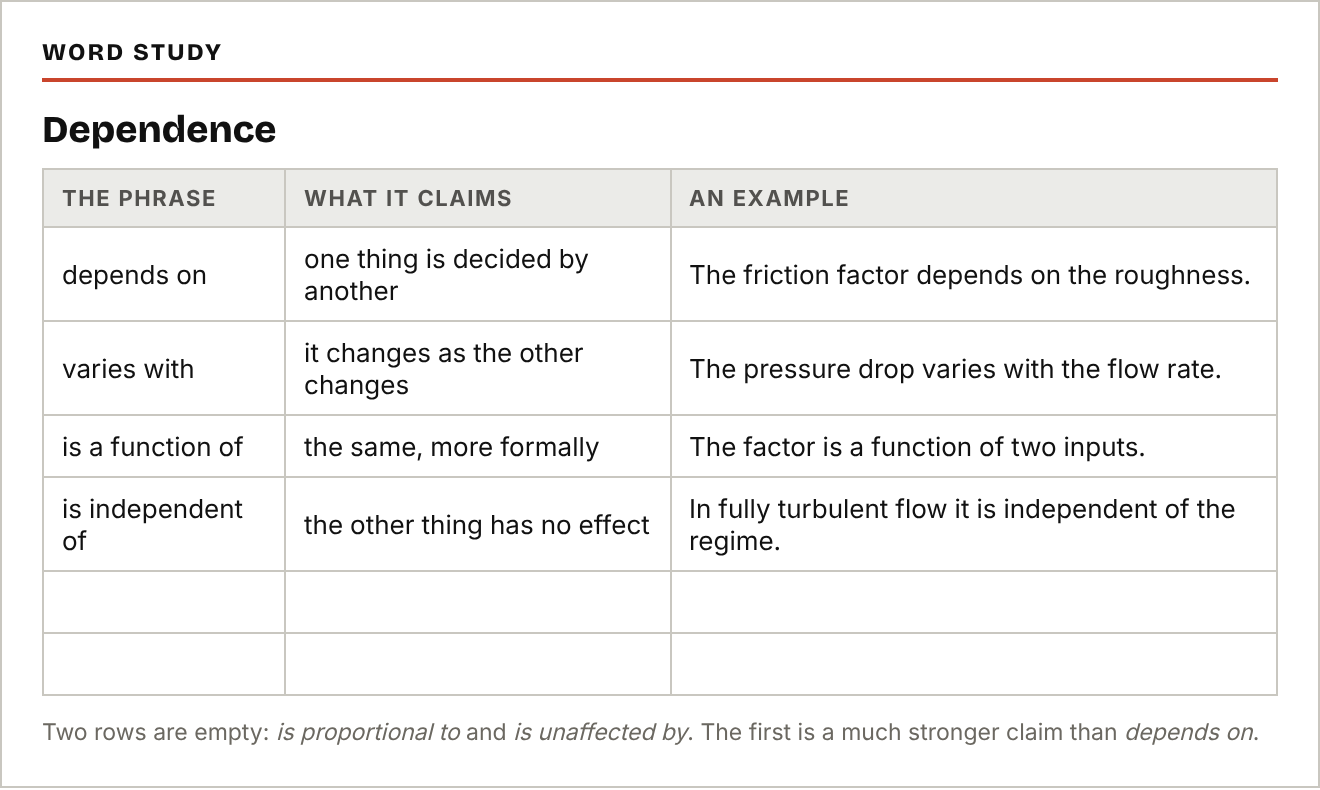 WORD STUDY
Dependence
THE PHRASE
WHAT IT CLAIMS
AN EXAMPLE
depends on
one thing is decided by
another
The friction factor depends on the roughness.
varies with
it changes as the other
changes
The pressure drop varies with the flow rate.
is a function of
the same, more formally
The factor is a function of two inputs.
is independent
of
the other thing has no effect
In fully turbulent flow it is independent of the
regime.
Two rows are empty: is proportional to and is unaffected by. The first is a much stronger claim than depends on.